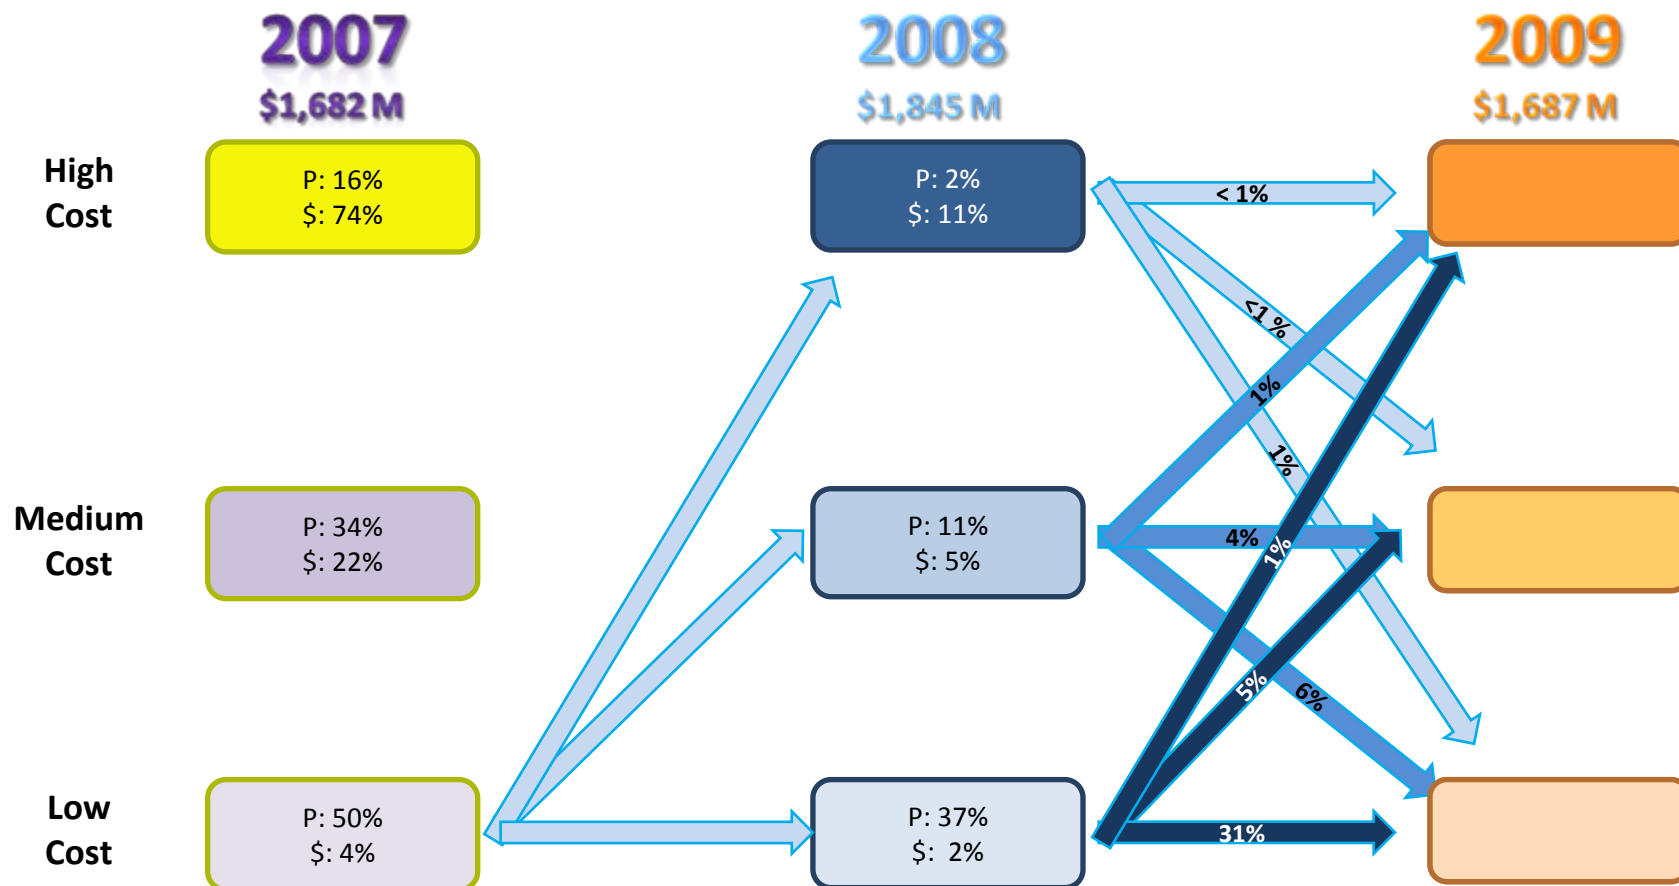 2007
$1,682 M
2008
$1,845 M
2009
$1,687 M
High
Cost
P: 16%
$: 74%
P: 2%
$: 11%
< 1%
<1 %
1%
1%
Medium
Cost
P: 34%
$: 22%
P: 11%
$: 5%
4%
1%
5%
6%
Low
Cost
P: 50%
$: 4%
P: 37%
$: 2%
31%